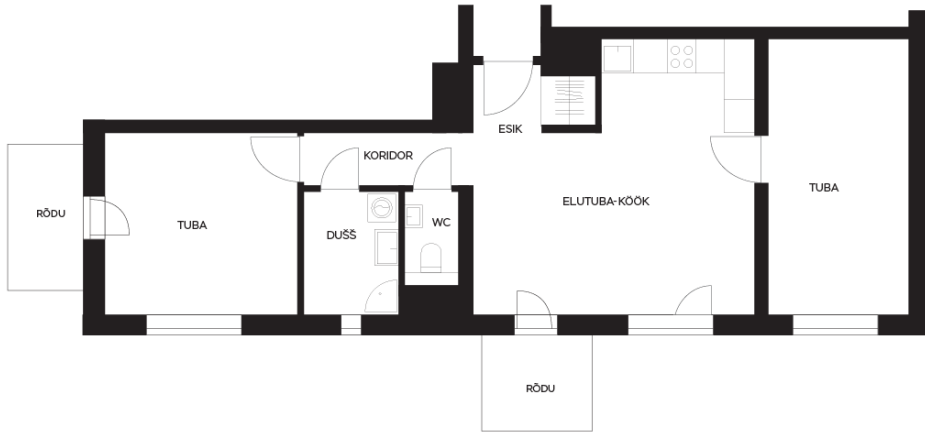 ESIK
KORIDOR
TUBA
ELUTUBA-KÖÖK
RÕDU
WC
TUBA
DUŠŠ
RÕDU